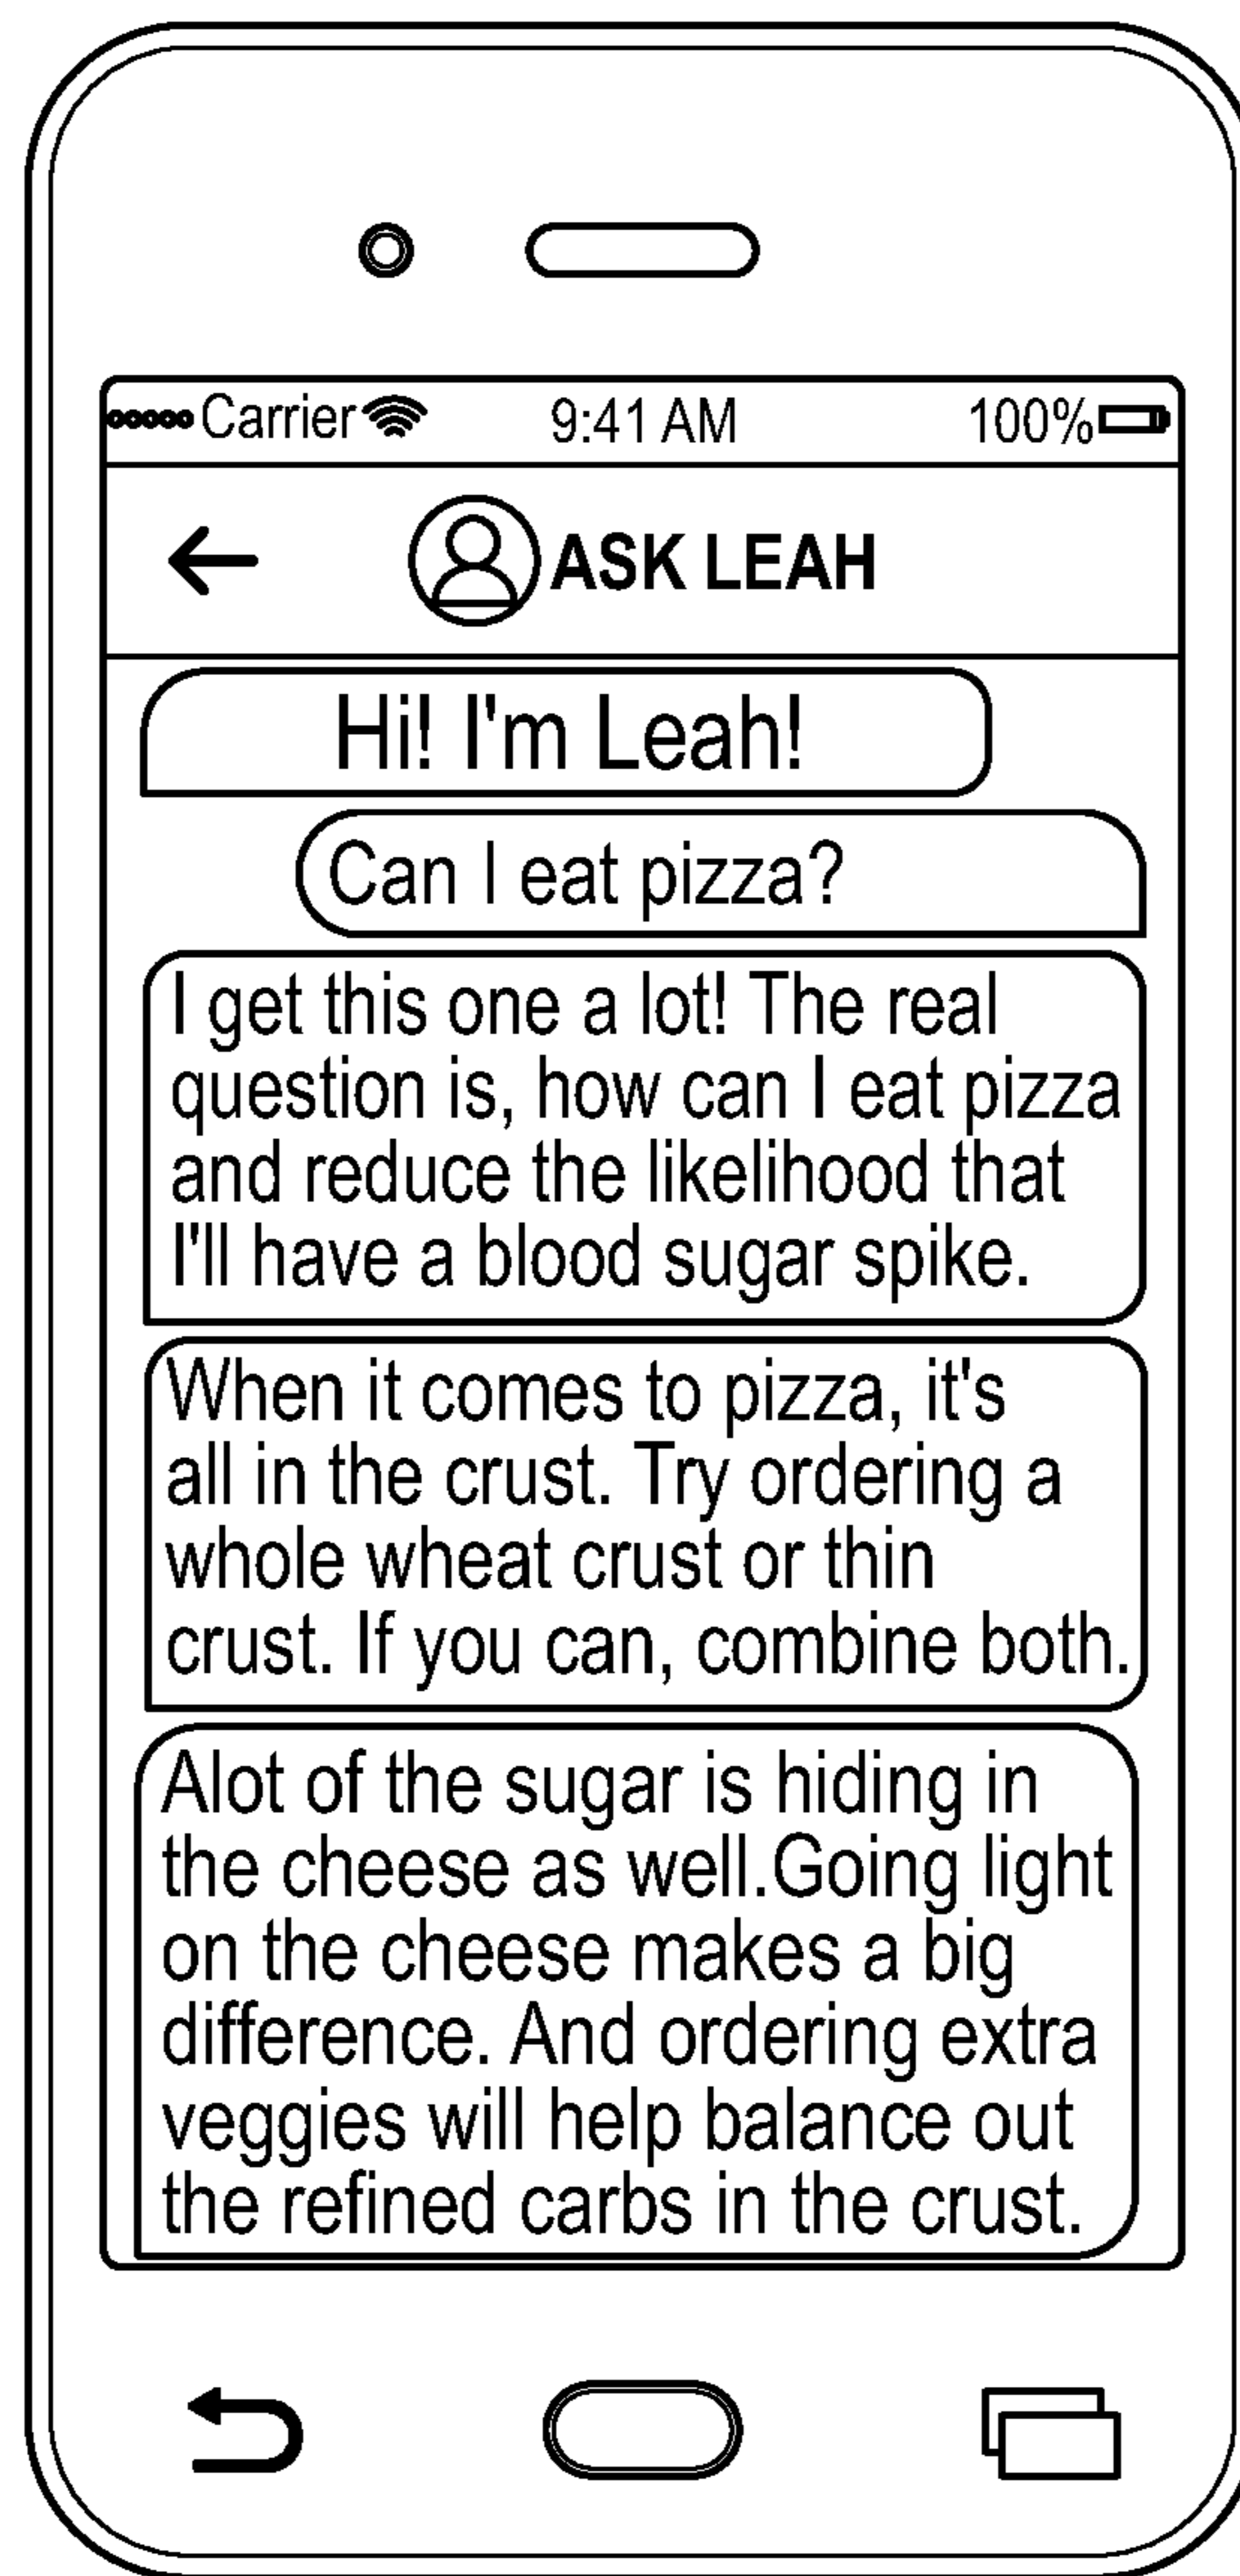 Carrier 9:41 AM 100%
ASK LEAH
Hi! I'm Leah!
Can I eat pizza?
I get this one a lot! The real
question is, how can I eat pizza
and reduce the likelihood that
I'll have a blood sugar spike.
When it comes to pizza, it's
all in the crust. Try ordering a
whole wheat crust or thin
crust. If you can, combine both.
Alot of the sugar is hiding in
the cheese as well.Going light
on the cheese makes a big
difference. And ordering extra
veggies will help balance out
the refined carbs in the crust.